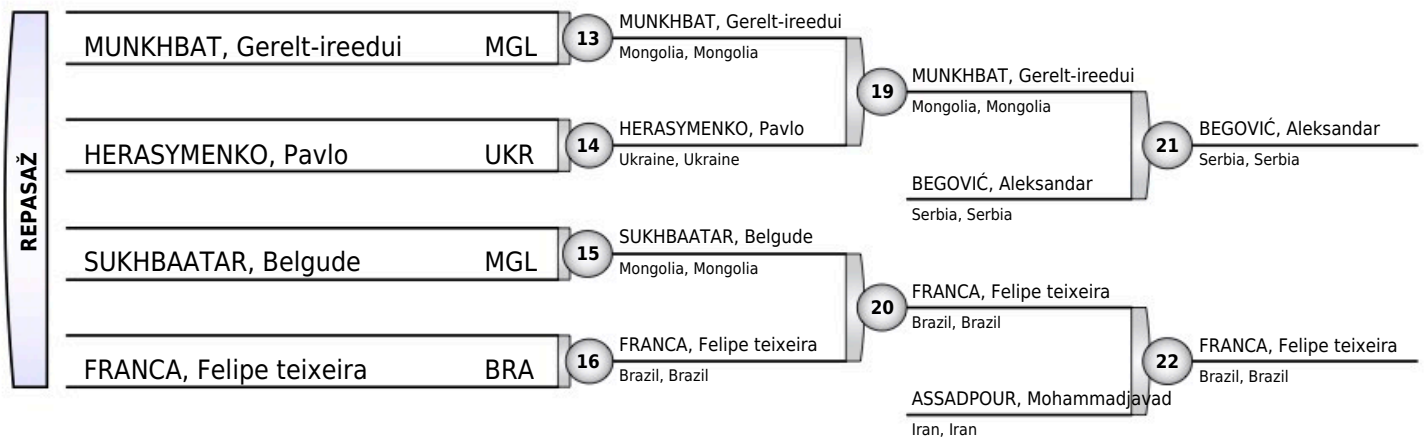 REPASAŽ
MUNKHBAT, Gerelt-ireedui MGL
HERASYMENKO, Pavlo UKR
SUKHBAATAR, Belgude MGL
FRANCA, Felipe teixeira BRA
13
MUNKHBAT, Gerelt-ireedui
Mongolia, Mongolia
14
HERASYMENKO, Pavlo
Ukraine, Ukraine
15
SUKHBAATAR, Belgude
Mongolia, Mongolia
16
FRANCA, Felipe teixeira
Brazil, Brazil
19
MUNKHBAT, Gerelt-ireedui
Mongolia, Mongolia
BEGOVIĆ, Aleksandar
Serbia, Serbia
20
FRANCA, Felipe teixeira
Brazil, Brazil
ASSADPOUR, Mohammadjavad
Iran, Iran
21
BEGOVIĆ, Aleksandar
Serbia, Serbia
22
FRANCA, Felipe teixeira
Brazil, Brazil